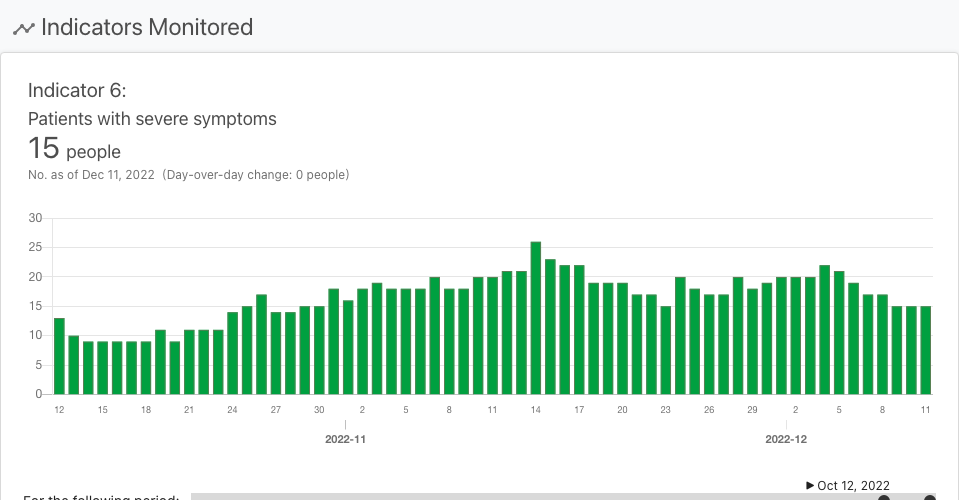 Indicators Monitored
Indicator 6:
Patients with severe symptoms
15 people
No. as of Dec 11, 2022 (Day-over-day change: 0 people)
30
25
20
15
10
5
0
12 15 18 21 24 27 30 2 5 8 11 14 17 20 23 26 29 2 5 8 11
2022-11 2022-12
▶ Oct 12, 2022
For the following period: